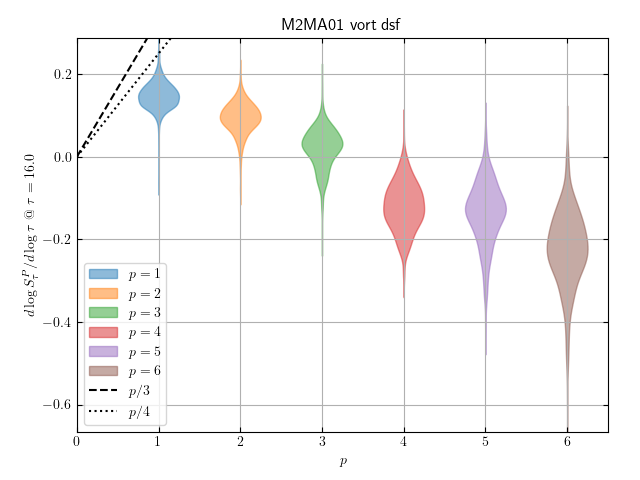 M2MA01 vort dsf
d log S_τ^P / d log τ @ τ = 16.0
0.2
0.0
−0.2
−0.4
−0.6
p = 1
p = 2
p = 3
p = 4
p = 5
p = 6
p/3
p/4
0 1 2 3 4 5 6
p